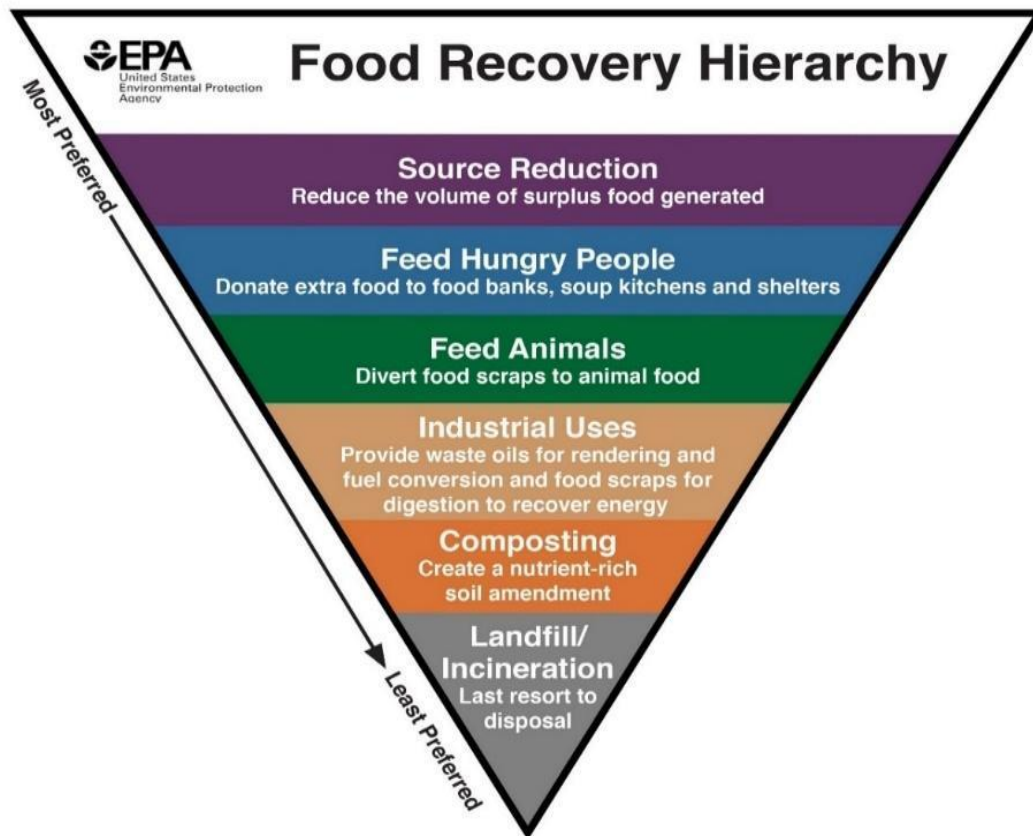 EPA
United States
Environmental Protection
Agency
Food Recovery Hierarchy
Most Preferred
Source Reduction
Reduce the volume of surplus food generated
Feed Hungry People
Donate extra food to food banks, soup kitchens and shelters
Feed Animals
Divert food scraps to animal food
Industrial Uses
Provide waste oils for rendering and
fuel conversion and food scraps for
digestion to recover energy
Composting
Create a nutrient-rich
soil amendment
Landfill/
Incineration
Last resort to
disposal
Least Preferred